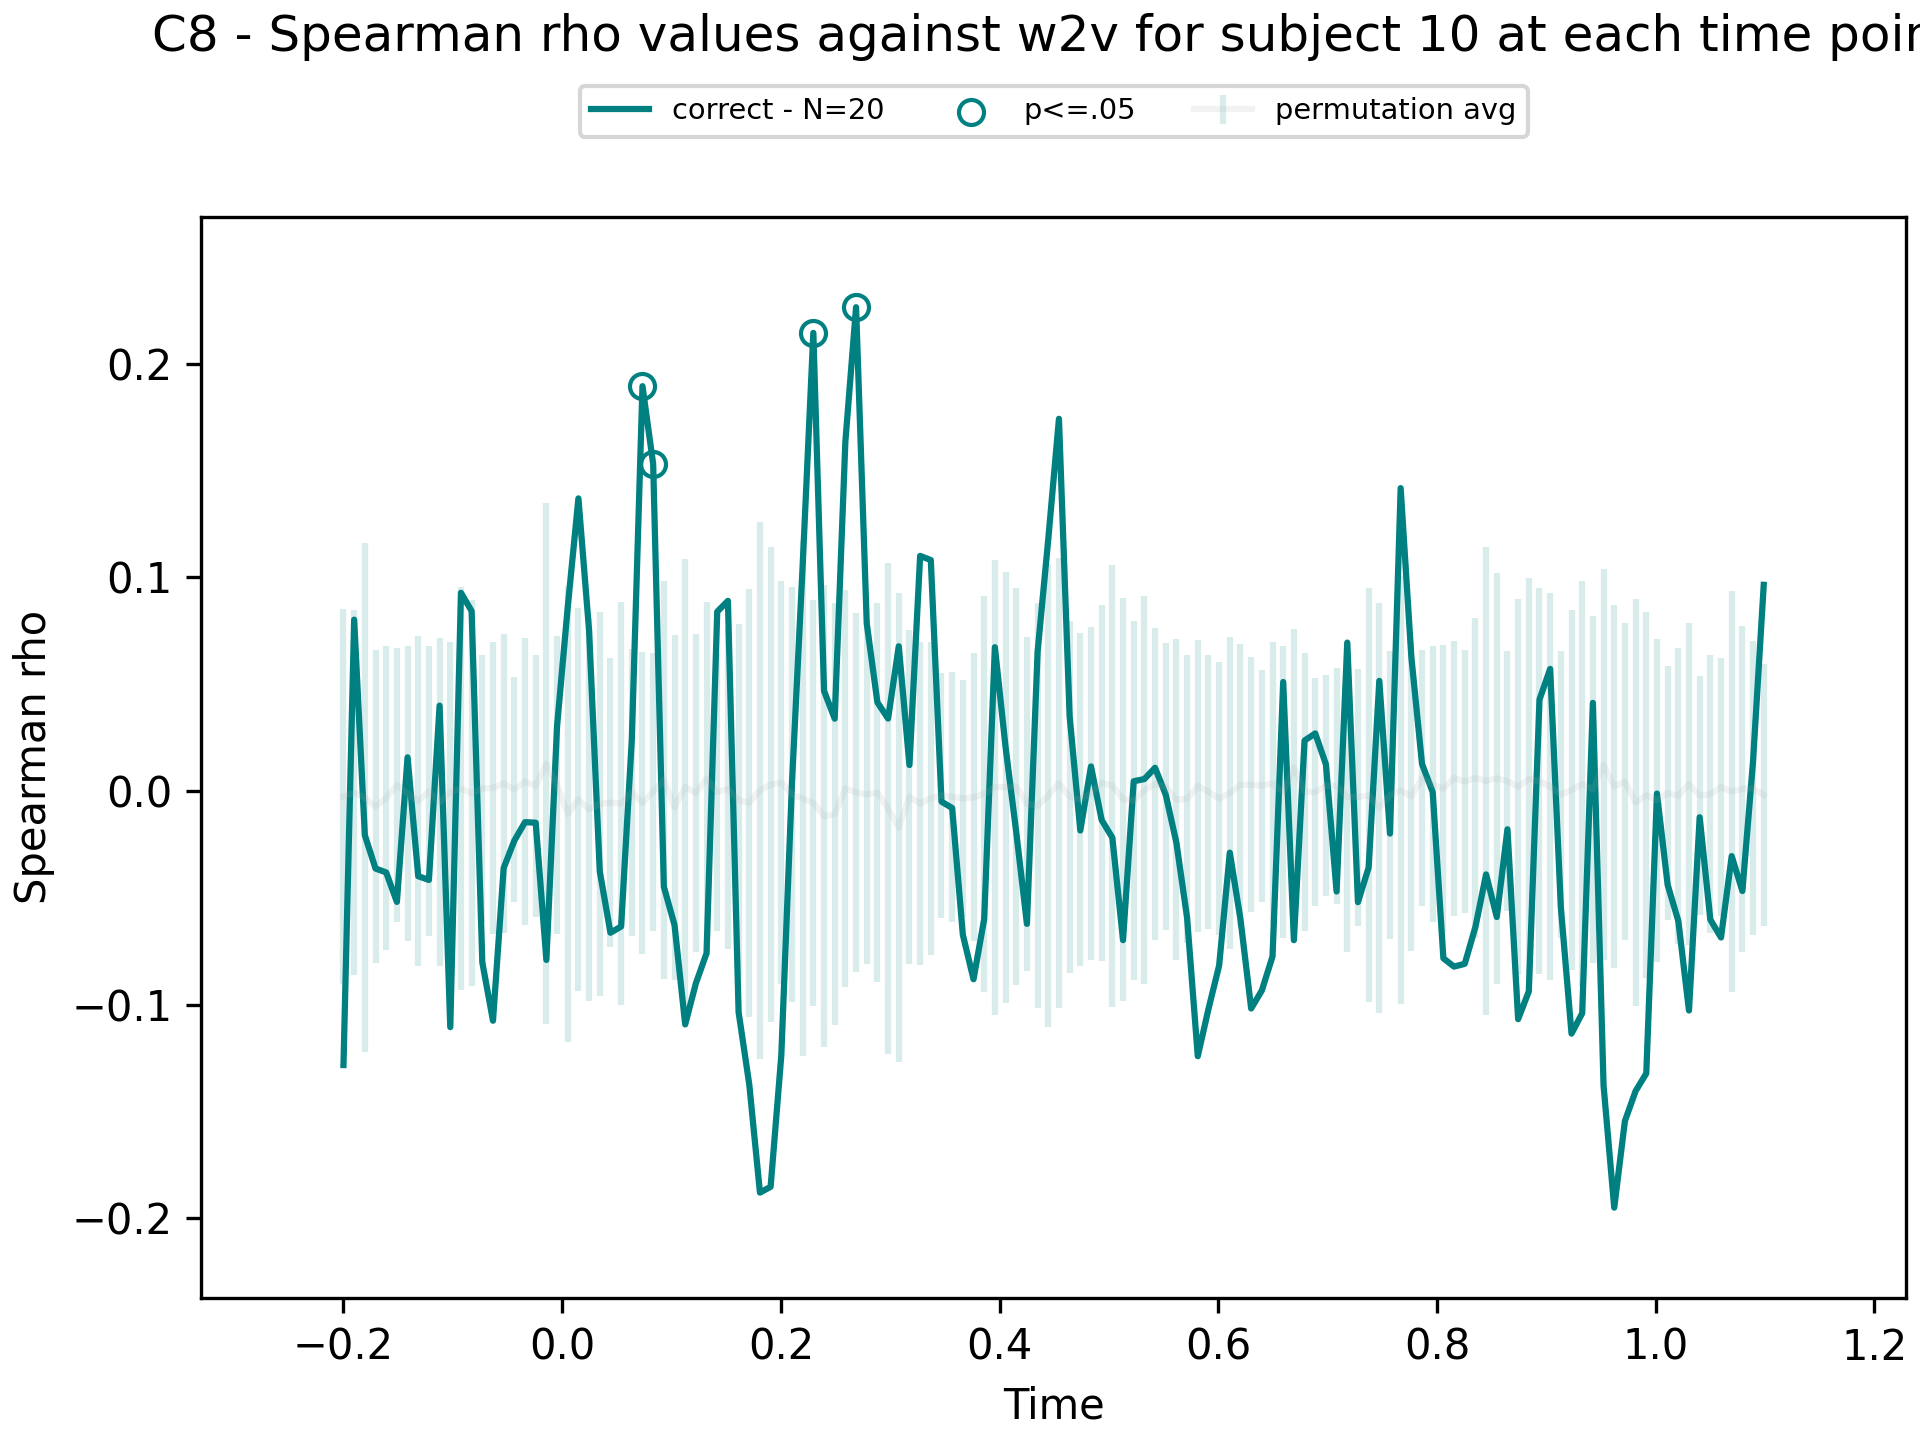 C8 - Spearman rho values against w2v for subject 10 at each time poin
correct - N=20 p<=.05 permutation avg
Spearman rho
0.2
0.1
0.0
−0.1
−0.2
−0.2 0.0 0.2 0.4 0.6 0.8 1.0 1.2
Time